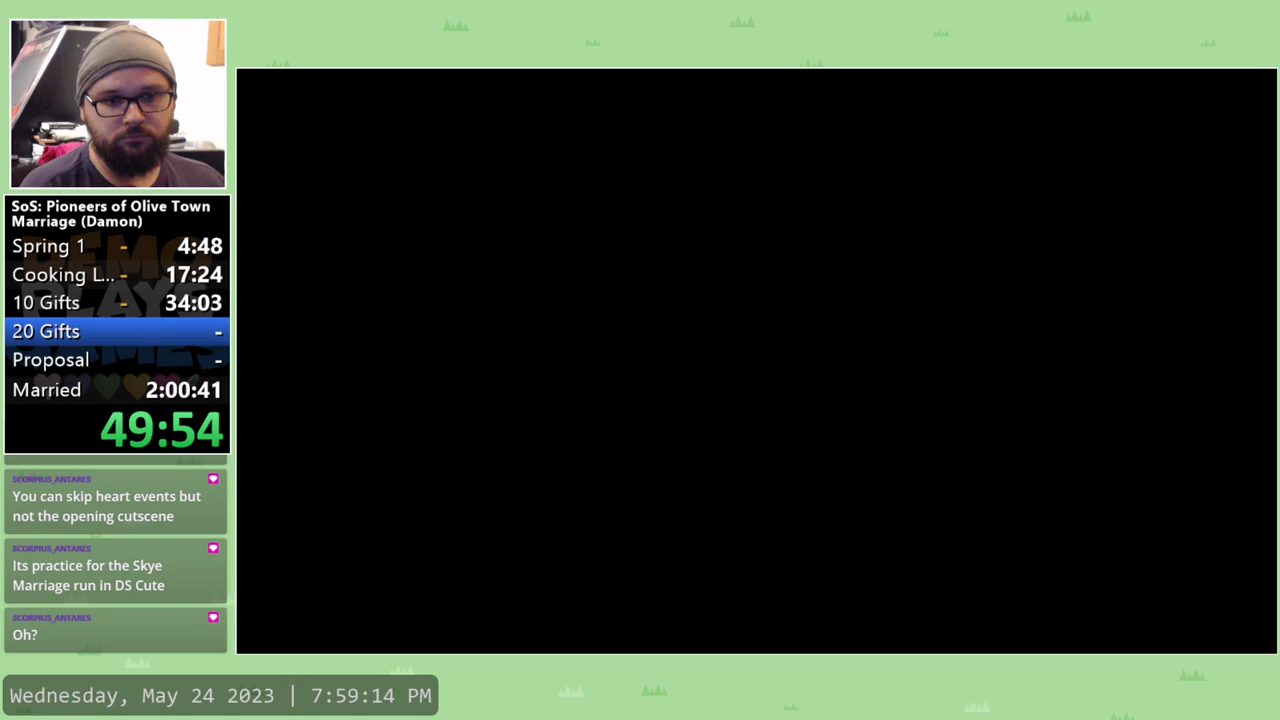 SoS: Pioneers of Olive Town
Marriage (Damon)
Spring 1 - 4:48
Cooking L... - 17:24
10 Gifts - 34:03
20 Gifts -
Proposal -
Married 2:00:41
49:54
SCORPIUS_ANTARES
You can skip heart events but
not the opening cutscene
SCORPIUS_ANTARES
Its practice for the Skye
Marriage run in DS Cute
SCORPIUS_ANTARES
Oh?
Wednesday, May 24 2023 | 7:59:14 PM